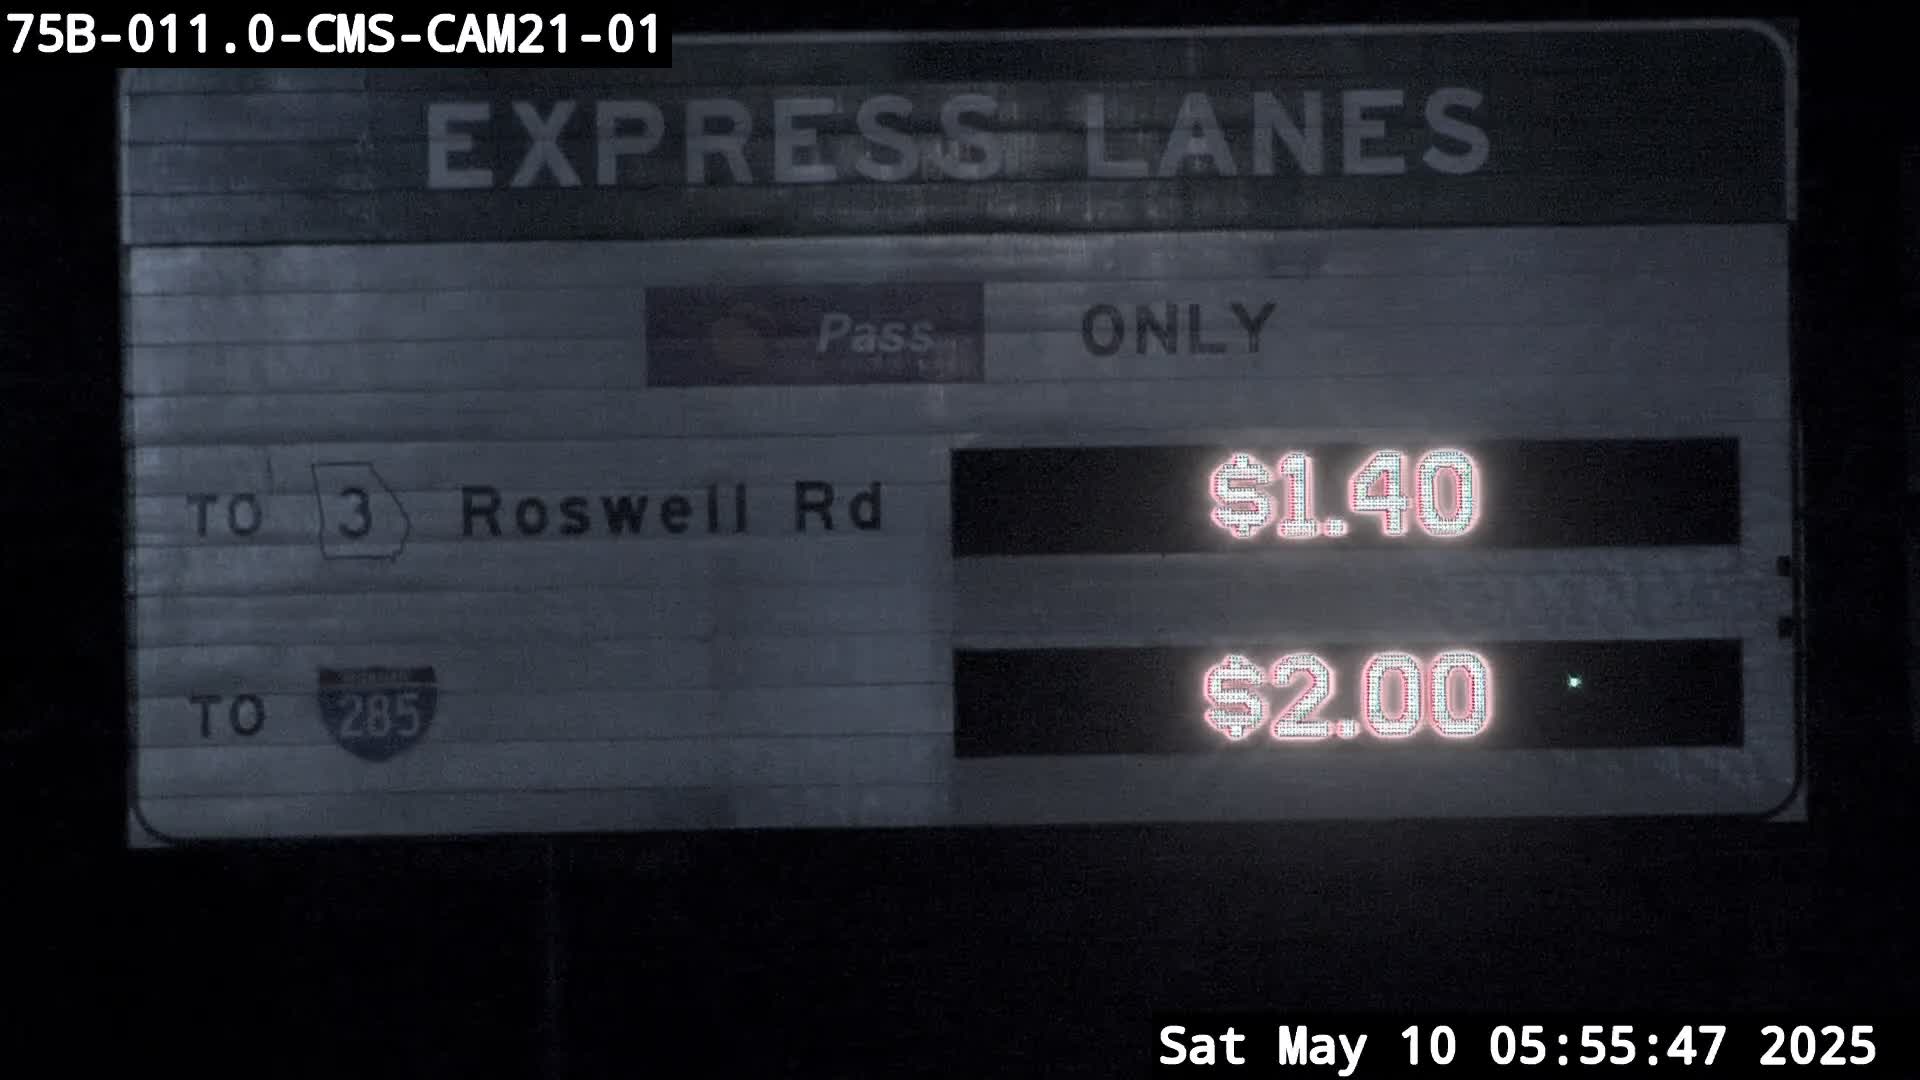 75B-011.0-CMS-CAM21-01
EXPRESS LANES
Pass ONLY
TO 3 Roswell Rd $1.40
TO 285 $2.00
Sat May 10 05:55:47 2025